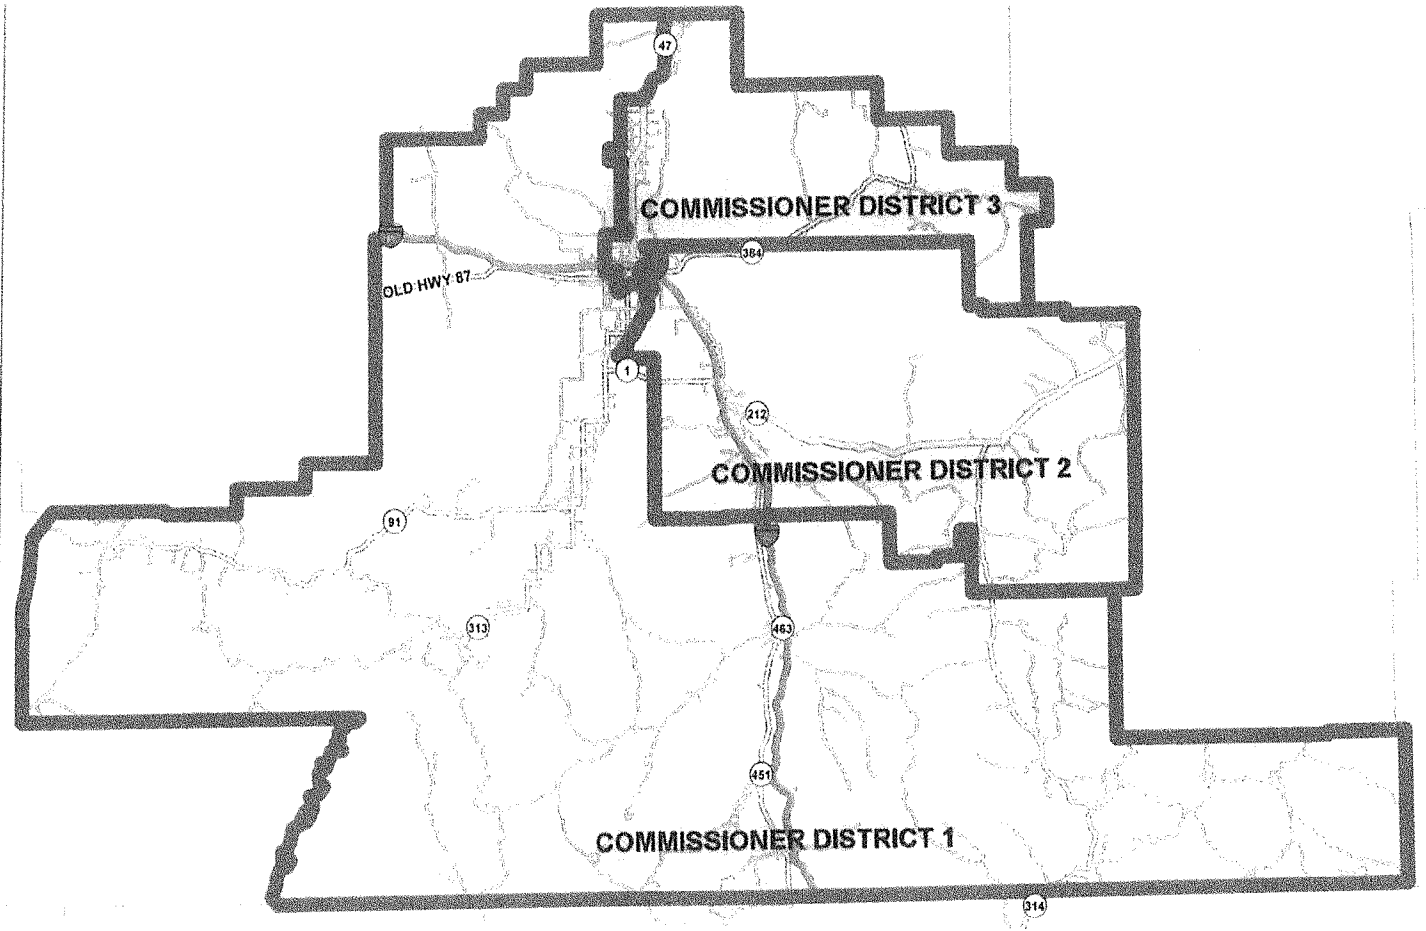 47
COMMISSIONER DISTRICT 3
384
OLD HWY 87
1
212
COMMISSIONER DISTRICT 2
91
313
463
451
COMMISSIONER DISTRICT 1
314